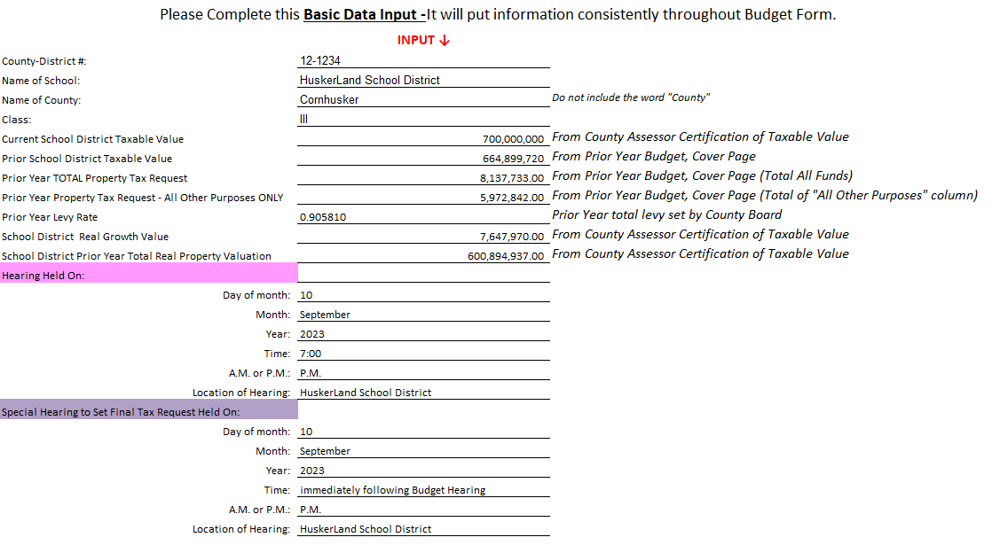 Please Complete this Basic Data Input -It will put information consistently throughout Budget Form.
INPUT ↓
County-District #: 12-1234
Name of School: HuskerLand School District
Name of County: Cornhusker Do not include the word "County"
Class: III
Current School District Taxable Value 700,000,000 From County Assessor Certification of Taxable Value
Prior School District Taxable Value 664,899,720 From Prior Year Budget, Cover Page
Prior Year TOTAL Property Tax Request 8,137,733.00 From Prior Year Budget, Cover Page (Total All Funds)
Prior Year Property Tax Request - All Other Purposes ONLY 5,972,842.00 From Prior Year Budget, Cover Page (Total of "All Other Purposes" column)
Prior Year Levy Rate 0.905810 Prior Year total levy set by County Board
School District Real Growth Value 7,647,970.00 From County Assessor Certification of Taxable Value
School District Prior Year Total Real Property Valuation 600,894,937.00 From County Assessor Certification of Taxable Value
Hearing Held On:
Day of month: 10
Month: September
Year: 2023
Time: 7:00
A.M. or P.M.: P.M.
Location of Hearing: HuskerLand School District
Special Hearing to Set Final Tax Request Held On:
Day of month: 10
Month: September
Year: 2023
Time: immediately following Budget Hearing
A.M. or P.M.: P.M.
Location of Hearing: HuskerLand School District